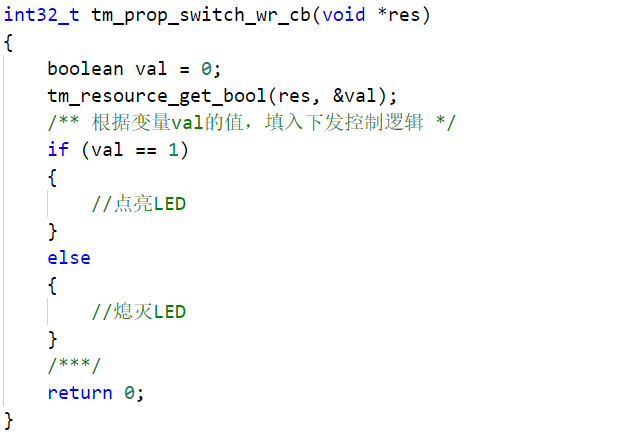 int32_t tm_prop_switch_wr_cb(void *res)
{
    boolean val = 0;
    tm_resource_get_bool(res, &val);
    /** 根据变量val的值，填入下发控制逻辑 */
    if (val == 1)
    {
        //点亮LED
    }
    else
    {
        //熄灭LED
    }
    /***/
    return 0;
}